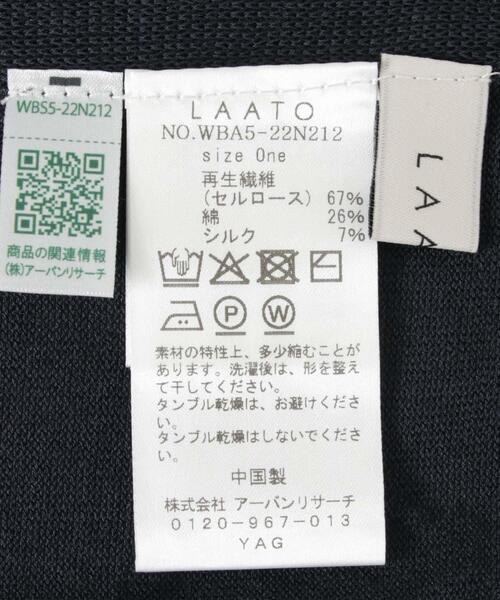 WBS5-22N212
商品の関連情報
(株)アーバンリサーチ
LAATO
NO.WBA5-22N212
size One
再生繊維
(セルロース) 67%
綿 26%
シルク 7%
P W
素材の特性上、多少縮むことが
あります。洗濯後は、形を整え
て干してください。
タンブル乾燥は、お避けくださ
い。
タンブル乾燥はしないでくださ
い。
中国製
株式会社 アーバンリサーチ
0120-967-013
YAG
LAA